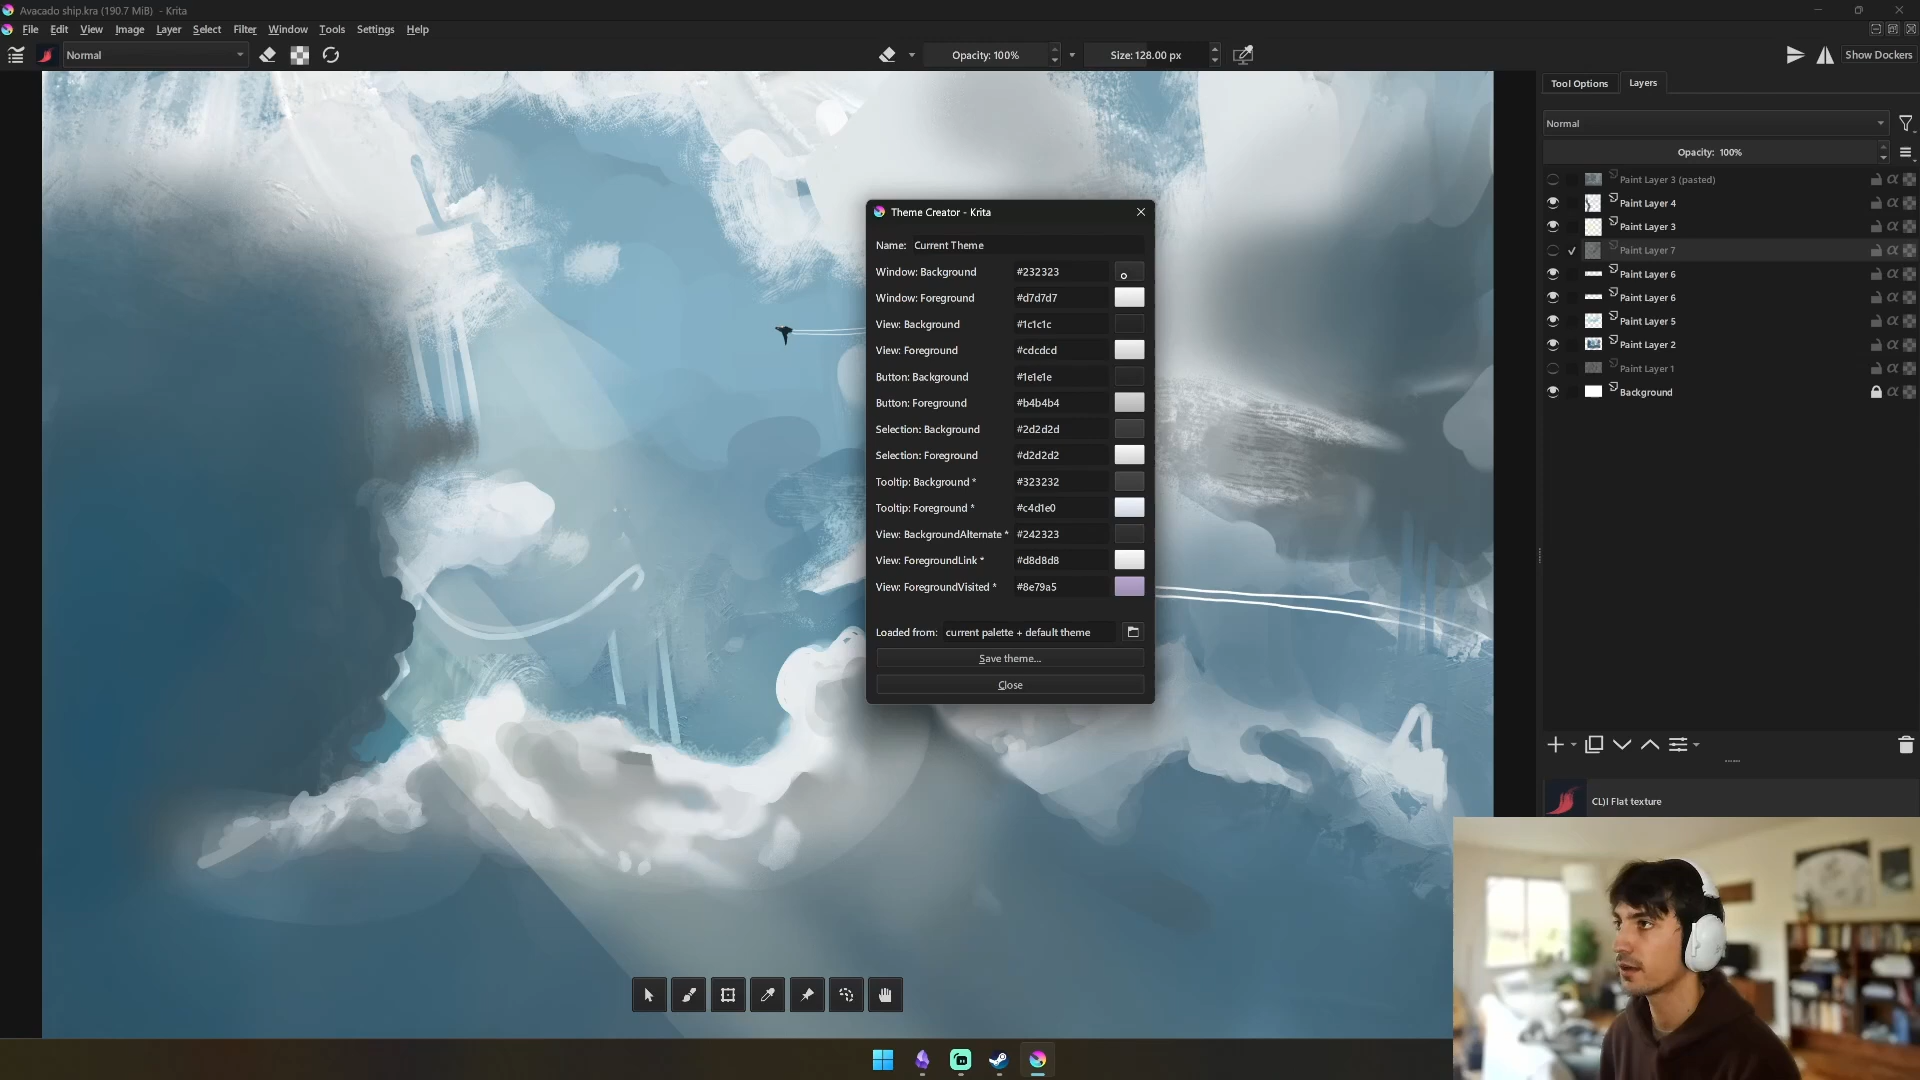 Avacado ship.kra (190.7 MiB) - Krita
File Edit View Image Layer Select Filter Window Tools Settings Help
Normal
Opacity: 100%
Size: 128.00 px
Show Dockers
Tool Options
Layers
Normal
Opacity: 100%
Paint Layer 3 (pasted)
Paint Layer 4
Paint Layer 3
Paint Layer 7
Paint Layer 6
Paint Layer 6
Paint Layer 5
Paint Layer 2
Paint Layer 1
Background
Theme Creator - Krita
Name: Current Theme
Window: Background #232323
Window: Foreground #d7d7d7
View: Background #1c1c1c
View: Foreground #cdcdcd
Button: Background #1e1e1e
Button: Foreground #b4b4b4
Selection: Background #2d2d2d
Selection: Foreground #d2d2d2
Tooltip: Background * #323232
Tooltip: Foreground * #c4d1e0
View: BackgroundAlternate * #242323
View: ForegroundLink * #d8d8d8
View: ForegroundVisited * #8e79a5
Loaded from: current palette + default theme
Save theme...
Close
CL)I Flat texture